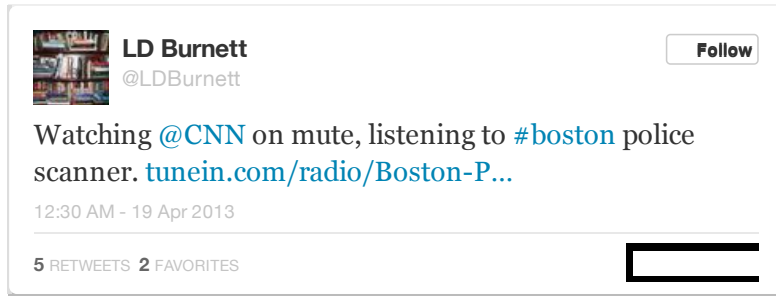 LD Burnett
Follow
@LDBurnett
Watching @CNN on mute, listening to #boston police
scanner. tunein.com/radio/Boston-P...
12:30 AM - 19 Apr 2013
5 RETWEETS 2 FAVORITES